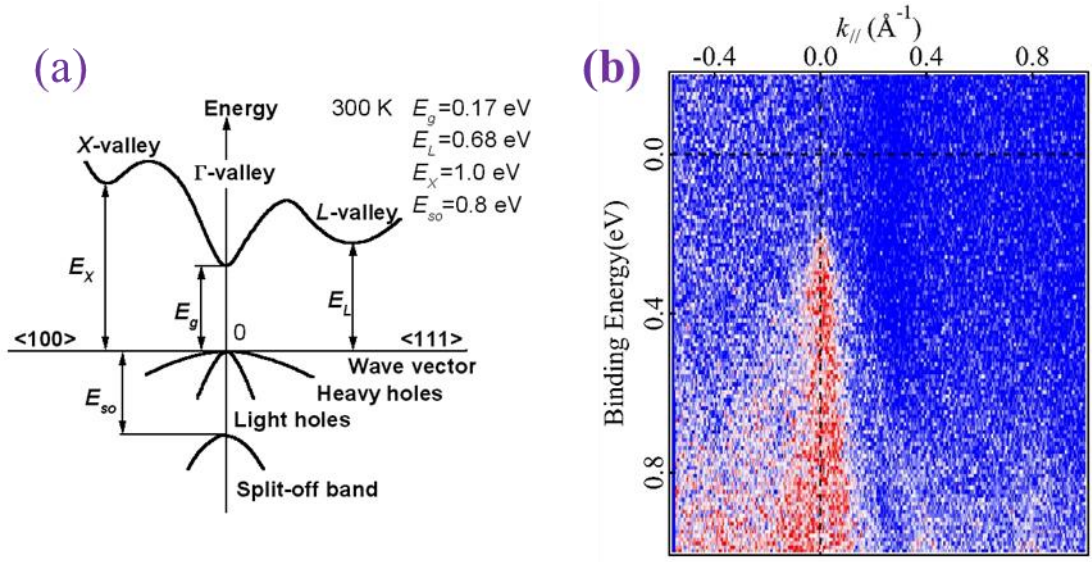 (a)
Energy
300 K E_g=0.17 eV
E_L=0.68 eV
E_X=1.0 eV
E_so=0.8 eV
X-valley
Γ-valley
L-valley
E_X
E_g
E_L
0
<100>
<111>
Wave vector
Heavy holes
E_so
Light holes
Split-off band
(b)
k_// (Å^-1)
-0.4 0.0 0.4 0.8
Binding Energy(eV)
0.0
0.4
0.8